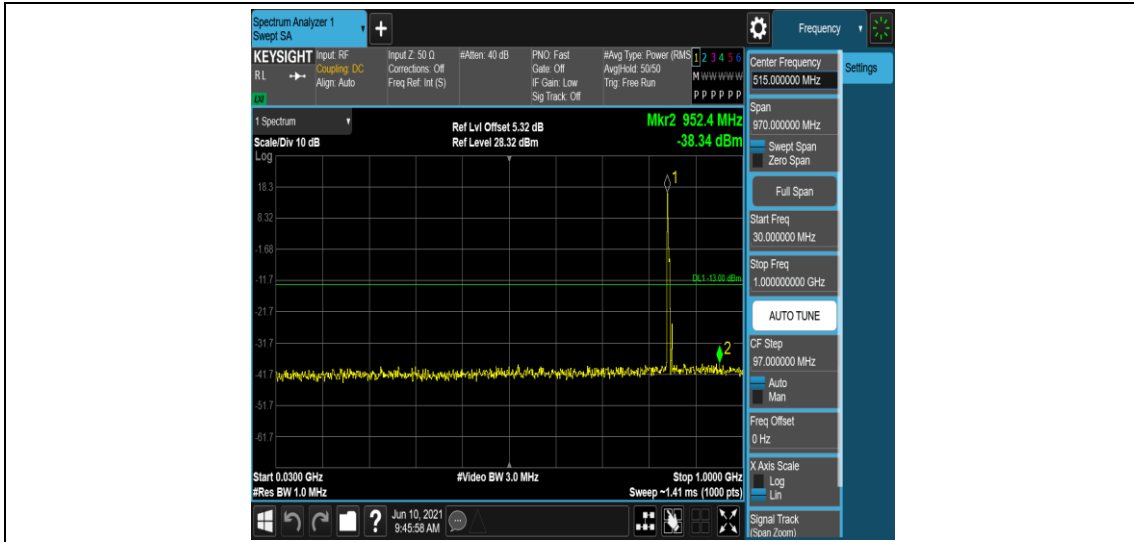 Spectrum Analyzer 1
Swept SA
Frequency
KEYSIGHT Input: RF Input Z: 50 Ω #Atten: 40 dB PNO: Fast #Avg Type: Power (RMS 1 2 3 4 5 6
RL Coupling: DC Corrections: Off Gate: Off Avg|Hold: 50/50 M W W W W W
Align: Auto Freq Ref: Int (S) IF Gain: Low Trig: Free Run
Sig Track: Off P P P P P P
1 Spectrum
Ref Lvl Offset 5.32 dB Mkr2 952.4 MHz
Scale/Div 10 dB Ref Level 28.32 dBm -38.34 dBm
Log
1
18.3
8.32
-1.68
-11.7
DL1 -13.00 dBm
-21.7
-31.7
2
-41.7
-51.7
-61.7
Start 0.0300 GHz #Video BW 3.0 MHz Stop 1.0000 GHz
#Res BW 1.0 MHz Sweep ~1.41 ms (1000 pts)
Jun 10, 2021
9:45:58 AM
Center Frequency
515.000000 MHz
Settings
Span
970.000000 MHz
Swept Span
Zero Span
Full Span
Start Freq
30.000000 MHz
Stop Freq
1.000000000 GHz
AUTO TUNE
CF Step
97.000000 MHz
Auto
Man
Freq Offset
0 Hz
X Axis Scale
Log
Lin
Signal Track
(Span Zoom)